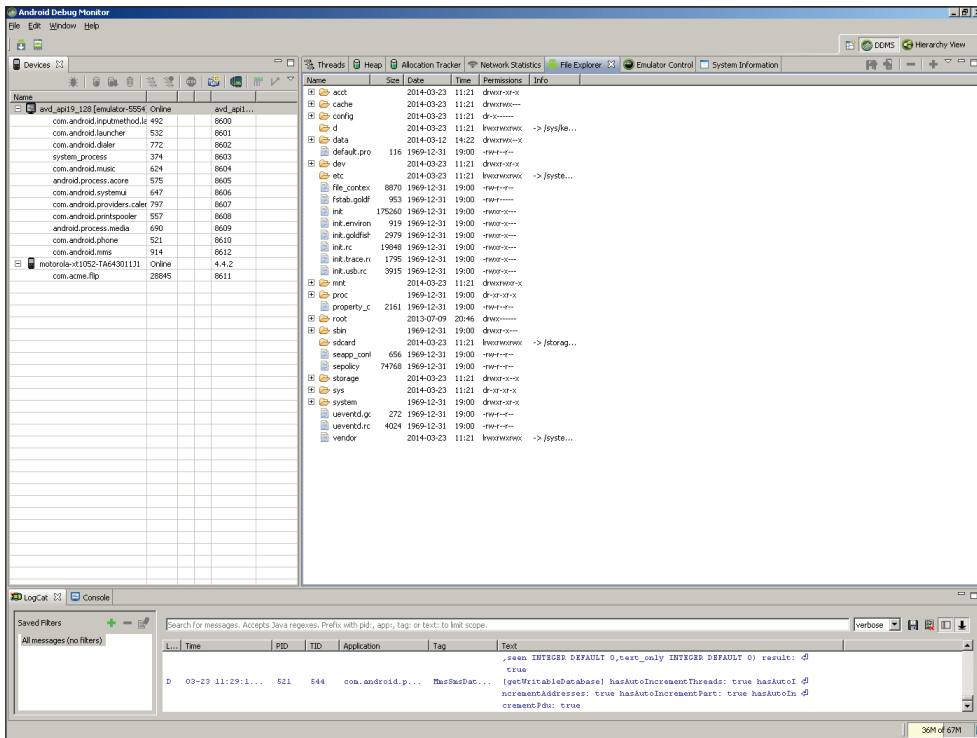 Android Debug Monitor
File Edit Window Help
DDMS Hierarchy View
Devices
Threads Heap Allocation Tracker Network Statistics File Explorer Emulator Control System Information
Name
avd_api19_128 [emulator-5554] Online avd_api1...
com.android.inputmethod.la 492 8600
com.android.launcher 532 8601
com.android.dialer 772 8602
system_process 374 8603
com.android.music 624 8604
android.process.acore 575 8605
com.android.systemui 647 8606
com.android.providers.caler 797 8607
com.android.printspooler 557 8608
android.process.media 690 8609
com.android.phone 521 8610
com.android.mms 914 8612
motorola-xt1052-TA643011J1 Online 4.4.2
com.acme.flip 28845 8611
Name Size Date Time Permissions Info
acct 2014-03-23 11:21 drwxr-xr-x
cache 2014-03-23 11:21 drwxrwx---
config 2014-03-23 11:21 dr-x------
d 2014-03-23 11:21 lrwxrwxrwx -> /sys/ke...
data 2014-03-12 14:22 drwxrwx--x
default.pro 116 1969-12-31 19:00 -rw-r--r--
dev 2014-03-23 11:21 drwxr-xr-x
etc 2014-03-23 11:21 lrwxrwxrwx -> /syste...
file_contex 8870 1969-12-31 19:00 -rw-r--r--
fstab.goldf 953 1969-12-31 19:00 -rw-r-----
init 175260 1969-12-31 19:00 -rwxr-x---
init.environ 919 1969-12-31 19:00 -rwxr-x---
init.goldfish 2979 1969-12-31 19:00 -rwxr-x---
init.rc 19848 1969-12-31 19:00 -rwxr-x---
init.trace.rc 1795 1969-12-31 19:00 -rwxr-x---
init.usb.rc 3915 1969-12-31 19:00 -rwxr-x---
mnt 2014-03-23 11:21 drwxrwxr-x
proc 1969-12-31 19:00 dr-xr-xr-x
property_c 2161 1969-12-31 19:00 -rw-r--r--
root 2013-07-09 20:46 drwx------
sbin 1969-12-31 19:00 drwxr-x---
sdcard 2014-03-23 11:21 lrwxrwxrwx -> /storag...
seapp_cont 656 1969-12-31 19:00 -rw-r--r--
sepolicy 74768 1969-12-31 19:00 -rw-r--r--
storage 2014-03-23 11:21 drwxr-x--x
sys 2014-03-23 11:21 dr-xr-xr-x
system 1969-12-31 19:00 drwxr-xr-x
ueventd.gc 272 1969-12-31 19:00 -rw-r--r--
ueventd.rc 4024 1969-12-31 19:00 -rw-r--r--
vendor 2014-03-23 11:21 lrwxrwxrwx -> /syste...
LogCat Console
Saved Filters
All messages (no filters)
Search for messages. Accepts Java regexes. Prefix with pid:, app:, tag: or text: to limit scope.
verbose
L... Time PID TID Application Tag Text
,seen INTEGER DEFAULT 0,text_only INTEGER DEFAULT 0) result:
true
D 03-23 11:29:1... 521 544 com.android.p... MmsSmsDat... [getWritableDatabase] hasAutoIncrementThreads: true hasAutoI
ncrementAddresses: true hasAutoIncrementPart: true hasAutoIn
crementPdu: true
36M of 67M